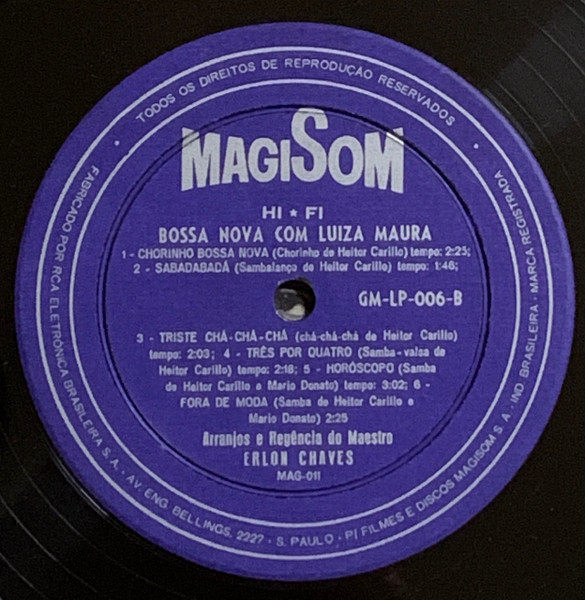 TODOS OS DIREITOS DE REPRODUÇÃO RESERVADOS
MAGISOM
HI ★ FI
BOSSA NOVA COM LUIZA MAURA
1 - CHORINHO BOSSA NOVA (Chorinho de Heitor Carillo) tempo: 2:25;
2 - SABADABADÁ (Sambalanço de Heitor Carillo) tempo: 1:46;
GM-LP-006-B
3 - TRISTE CHÁ-CHÁ-CHÁ (chá-chá-chá de Heitor Carillo)
tempo: 2:03; 4 - TRÊS POR QUATRO (Samba-valsa de
Heitor Carillo) tempo: 2:18; 5 - HORÓSCOPO (Samba
de Heitor Carillo e Mario Donato) tempo: 3:02; 6 -
FORA DE MODA (Samba de Heitor Carillo e
Mario Donato) 2:25
Arranjos e Regência do Maestro
ERLON CHAVES
MAG-011
FABRICADO POR RCA ELETRÔNICA BRASILEIRA S.A. · AV. ENG. BELLINGS, 2227 · S. PAULO · P/ FILMES E DISCOS MAGISOM S.A. · IND. BRASILEIRA · MARCA REGISTRADA